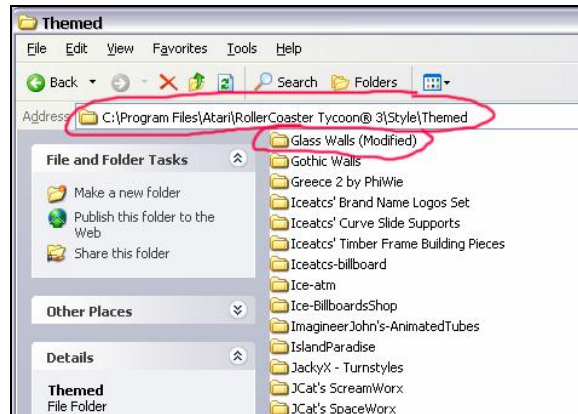 Themed
File Edit View Favorites Tools Help
Back Search Folders
Address C:\Program Files\Atari\RollerCoaster Tycoon® 3\Style\Themed
File and Folder Tasks
Make a new folder
Publish this folder to the
Web
Share this folder
Other Places
Details
Themed
File Folder
Glass Walls (Modified)
Gothic Walls
Greece 2 by PhiWie
Iceatcs' Brand Name Logos Set
Iceatcs' Curve Slide Supports
Iceatcs' Timber Frame Building Pieces
Iceatcs-billboard
Ice-atm
Ice-BillboardsShop
ImagineerJohn's-AnimatedTubes
IslandParadise
JackyX - Turnstyles
JCat's ScreamWorx
JCat's SpaceWorx